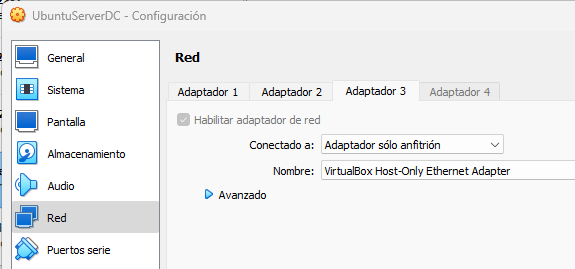 UbuntuServerDC - Configuración
General
Sistema
Pantalla
Almacenamiento
Audio
Red
Puertos serie
Red
Adaptador 1 Adaptador 2 Adaptador 3 Adaptador 4
Habilitar adaptador de red
Conectado a: Adaptador sólo anfitrión
Nombre: VirtualBox Host-Only Ethernet Adapter
Avanzado